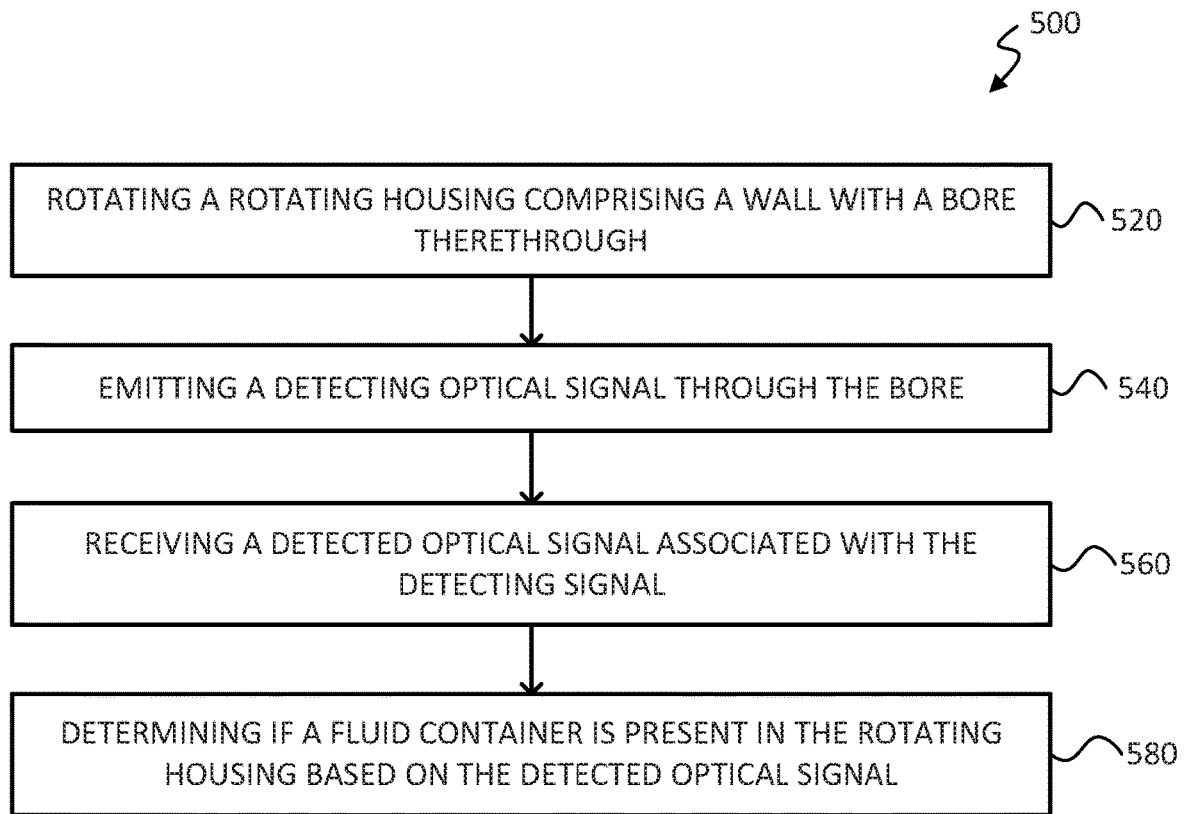 500
ROTATING A ROTATING HOUSING COMPRISING A WALL WITH A BORE
THERETHROUGH
520
EMITTING A DETECTING OPTICAL SIGNAL THROUGH THE BORE
540
RECEIVING A DETECTED OPTICAL SIGNAL ASSOCIATED WITH THE
DETECTING SIGNAL
560
DETERMINING IF A FLUID CONTAINER IS PRESENT IN THE ROTATING
HOUSING BASED ON THE DETECTED OPTICAL SIGNAL
580